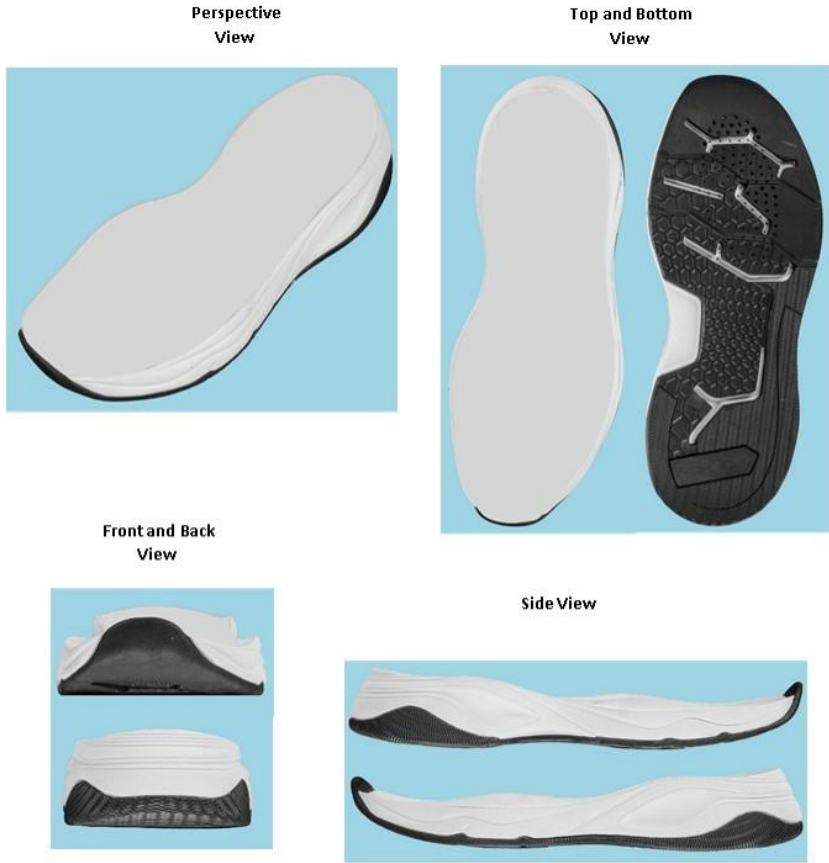 Perspective
View
Top and Bottom
View
Front and Back
View
Side View